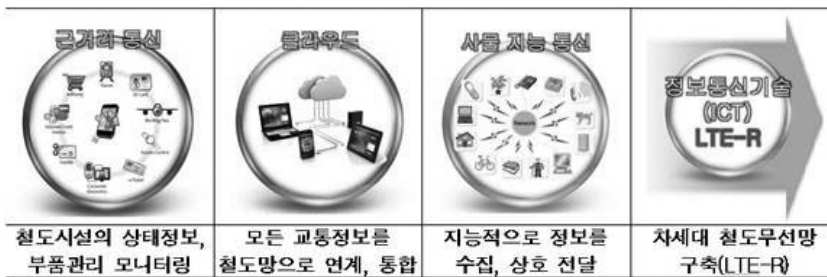 근거리 통신
클라우드
사물 지능 통신
정보통신기술
(ICT)
LTE-R
철도시설의 상태정보,
부품관리 모니터링
모든 교통정보를
철도망으로 연계, 통합
지능적으로 정보를
수집, 상호 전달
차세대 철도무선망
구축(LTE-R)